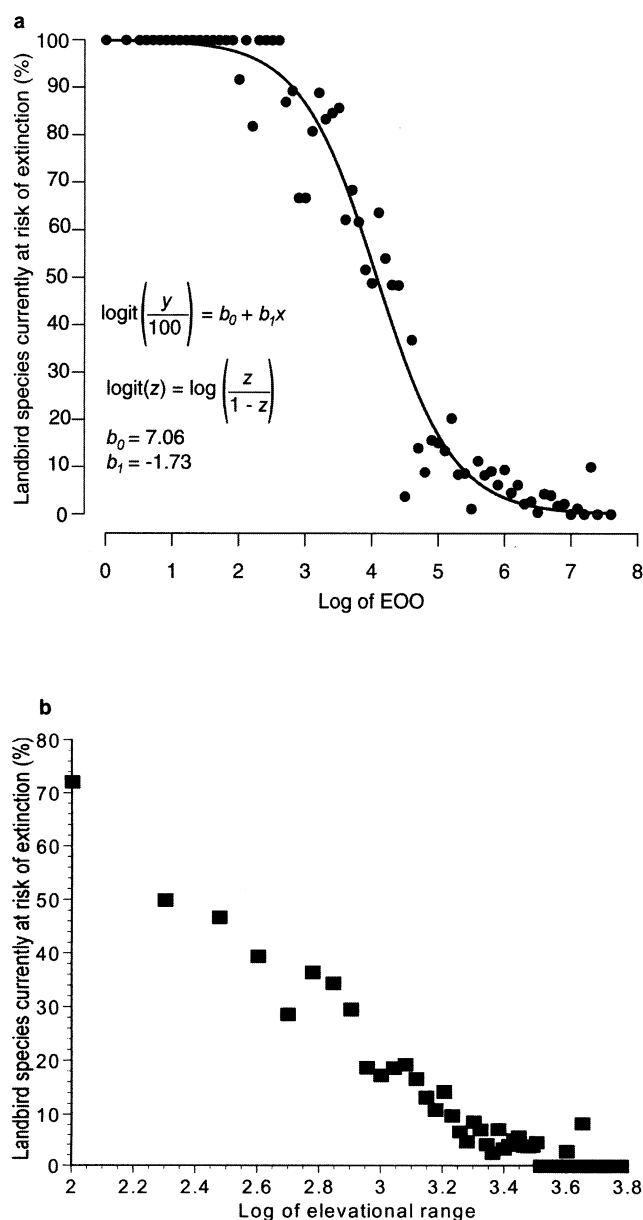 a
Landbird species currently at risk of extinction (%)
100
90
80
70
60
50
40
30
20
10
0
logit(y/100) = b0 + b1x
logit(z) = log(z/1 - z)
b0 = 7.06
b1 = -1.73
0 1 2 3 4 5 6 7 8
Log of EOO
b
Landbird species currently at risk of extinction (%)
80
70
60
50
40
30
20
10
0
2 2.2 2.4 2.6 2.8 3 3.2 3.4 3.6 3.8
Log of elevational range